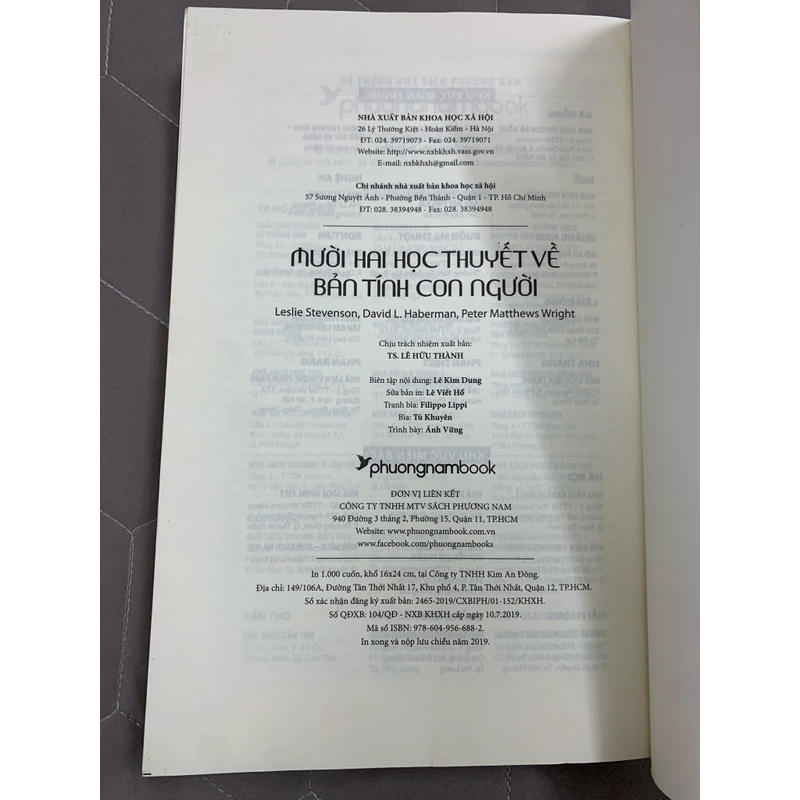 NHÀ XUẤT BẢN KHOA HỌC XÃ HỘI
26 Lý Thường Kiệt - Hoàn Kiếm - Hà Nội
ĐT: 024. 39719073 - Fax: 024. 39719071
Website: http://www.nxbkhxh.vass.gov.vn
E-mail: nxbkhxh@gmail.com
Chi nhánh nhà xuất bản khoa học xã hội
57 Sương Nguyệt Ánh - Phường Bến Thành - Quận 1 - TP. Hồ Chí Minh
ĐT: 028. 38394948 - Fax: 028. 38394948
MƯỜI HAI HỌC THUYẾT VỀ
BẢN TÍNH CON NGƯỜI
Leslie Stevenson, David L. Haberman, Peter Matthews Wright
Chịu trách nhiệm xuất bản:
TS. LÊ HỮU THÀNH
Biên tập nội dung: Lê Kim Dung
Sửa bản in: Lê Viết Hổ
Tranh bìa: Filippo Lippi
Bìa: Tú Khuyên
Trình bày: Ánh Vững
phuongnambook
ĐƠN VỊ LIÊN KẾT
CÔNG TY TNHH MTV SÁCH PHƯƠNG NAM
940 Đường 3 tháng 2, Phường 15, Quận 11, TP.HCM
Website: www.phuongnambook.com.vn
www.facebook.com/phuongnambooks
In 1.000 cuốn, khổ 16x24 cm, tại Công ty TNHH Kim An Đông.
Địa chỉ: 149/106A, Đường Tân Thới Nhất 17, Khu phố 4, P. Tân Thới Nhất, Quận 12, TP.HCM.
Số xác nhận đăng ký xuất bản: 2465-2019/CXBIPH/01-152/KHXH.
Số QĐXB: 104/QĐ - NXB KHXH cấp ngày 10.7.2019.
Mã số ISBN: 978-604-956-688-2.
In xong và nộp lưu chiểu năm 2019.